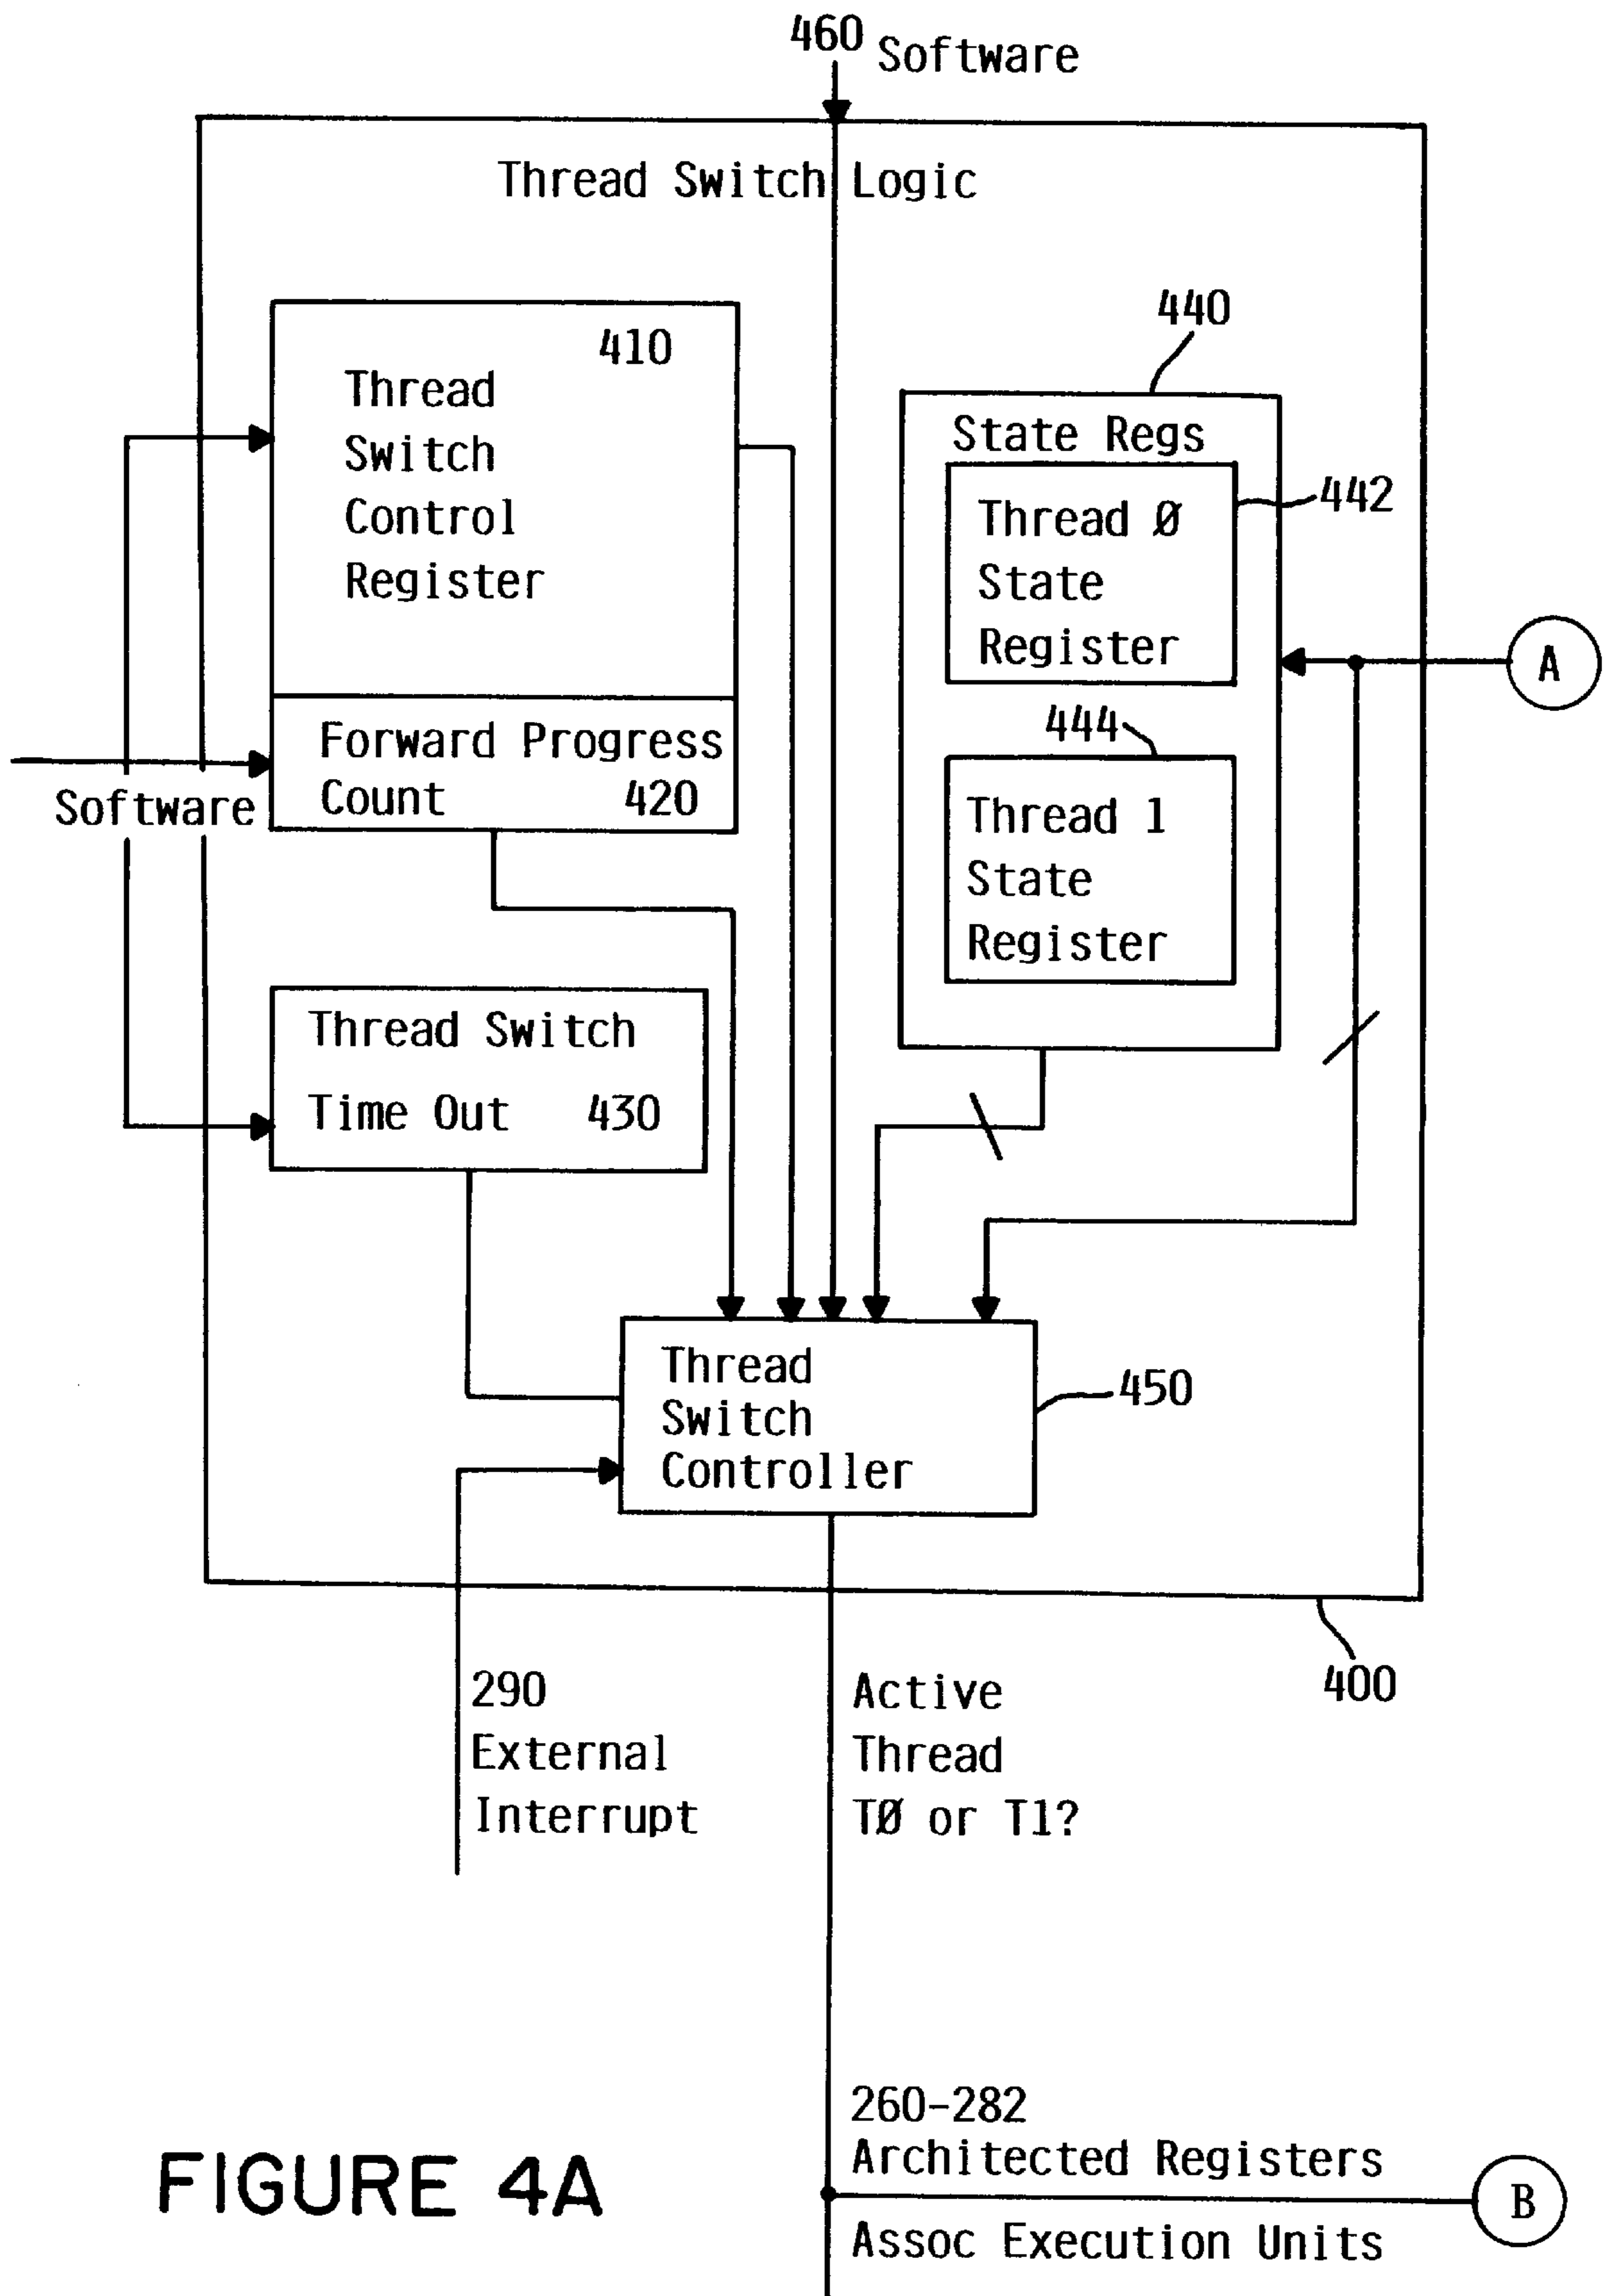 460 Software
Thread Switch Logic
410
Thread
Switch
Control
Register
Forward Progress
Count 420
Software
Thread Switch
Time Out 430
440
State Regs
Thread Ø
State
Register
442
444
Thread 1
State
Register
A
Thread
Switch
Controller
450
400
290
External
Interrupt
Active
Thread
TØ or T1?
260-282
Architected Registers
Assoc Execution Units
B
FIGURE 4A